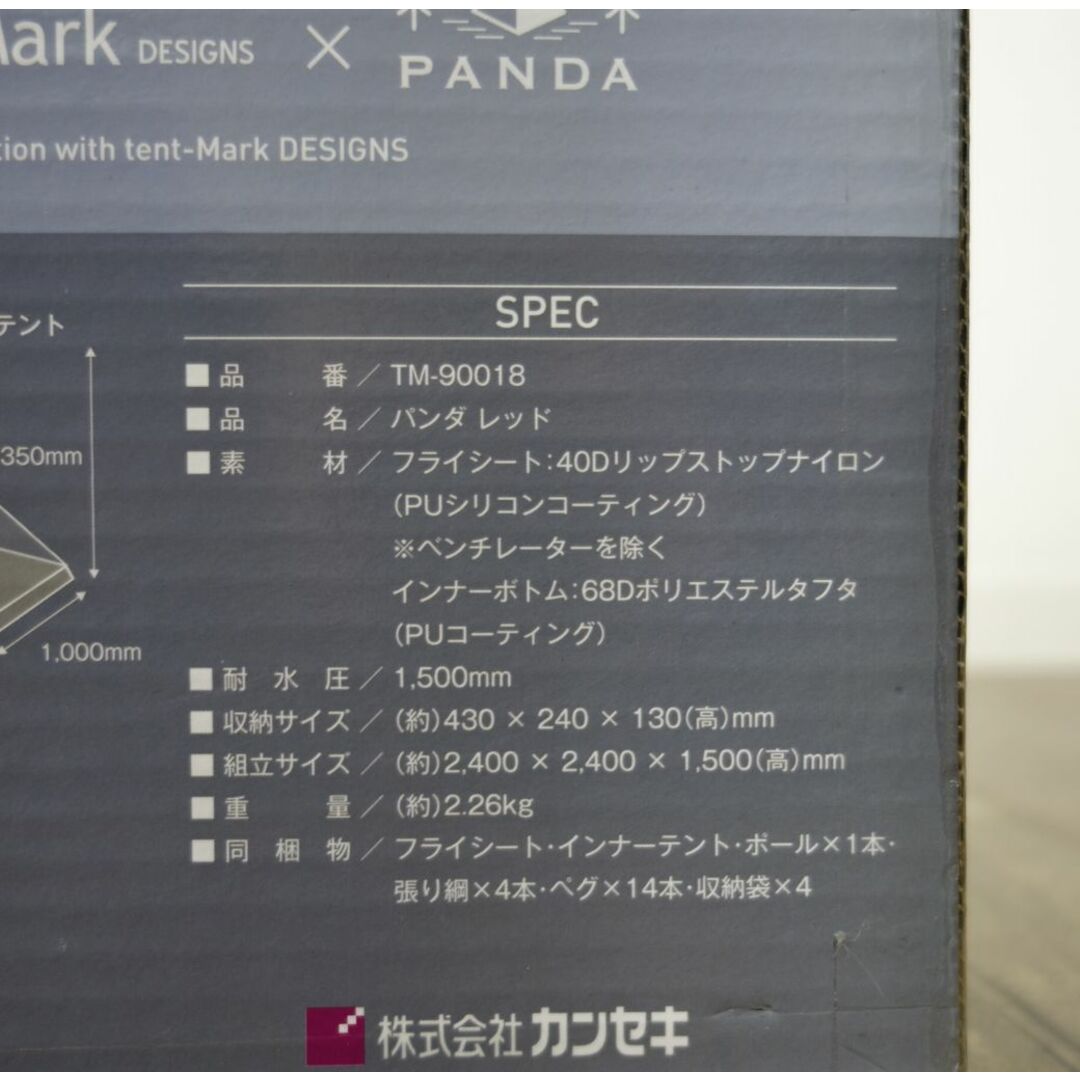 Mark DESIGNS × PANDA
tion with tent-Mark DESIGNS
テント
350mm
1,000mm
SPEC
■品番／TM-90018
■品名／パンダ レッド
■素材／フライシート:40Dリップストップナイロン
(PUシリコンコーティング)
※ベンチレーターを除く
インナーボトム:68Dポリエステルタフタ
(PUコーティング)
■耐水圧／1,500mm
■収納サイズ／(約)430 × 240 × 130(高)mm
■組立サイズ／(約)2,400 × 2,400 × 1,500(高)mm
■重量／(約)2.26kg
■同梱物／フライシート･インナーテント･ポール×1本･
張り綱×4本･ペグ×14本･収納袋×4
株式会社カンセキ